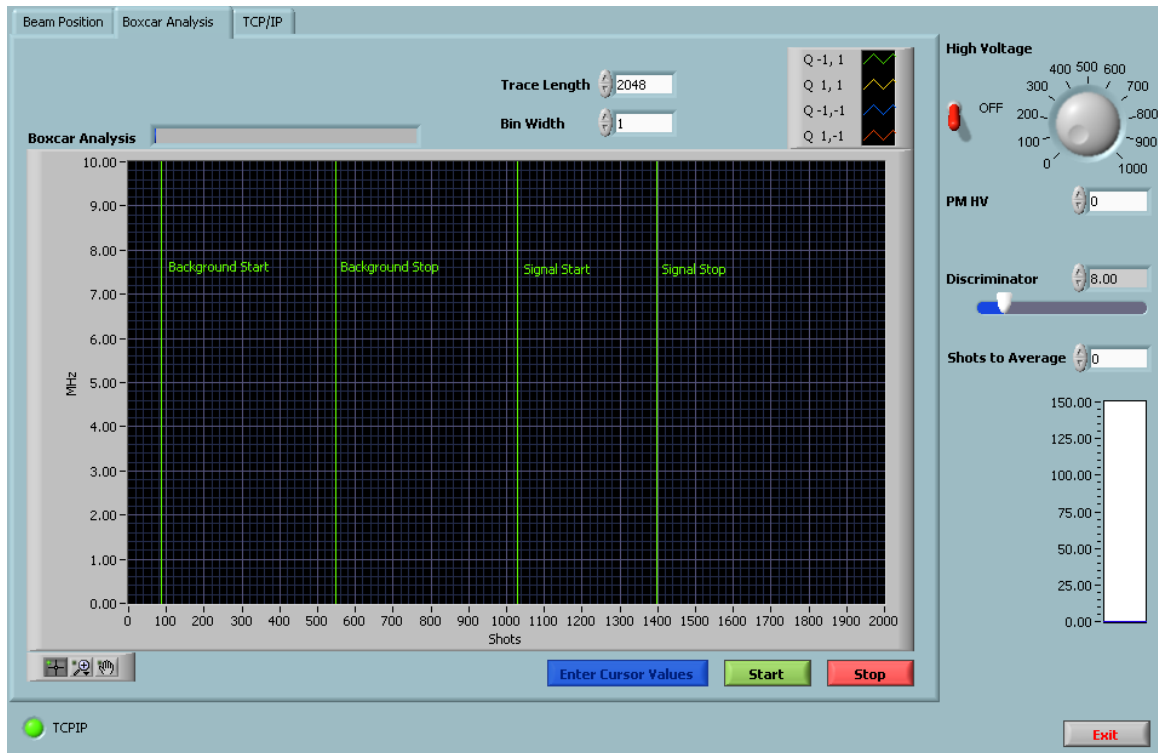 Beam Position Boxcar Analysis TCP/IP
Trace Length 2048
Bin Width 1
Q -1, 1
Q 1, 1
Q -1,-1
Q 1,-1
Boxcar Analysis
10.00
9.00
8.00
7.00
6.00
5.00
4.00
3.00
2.00
1.00
0.00
MHz
Background Start Background Stop Signal Start Signal Stop
0 100 200 300 400 500 600 700 800 900 1000 1100 1200 1300 1400 1500 1600 1700 1800 1900 2000
Shots
Enter Cursor Values Start Stop
TCPIP
High Voltage
OFF
0 100 200 300 400 500 600 700 800 900 1000
PM HV 0
Discriminator 8.00
Shots to Average 0
150.00
125.00
100.00
75.00
50.00
25.00
0.00
Exit